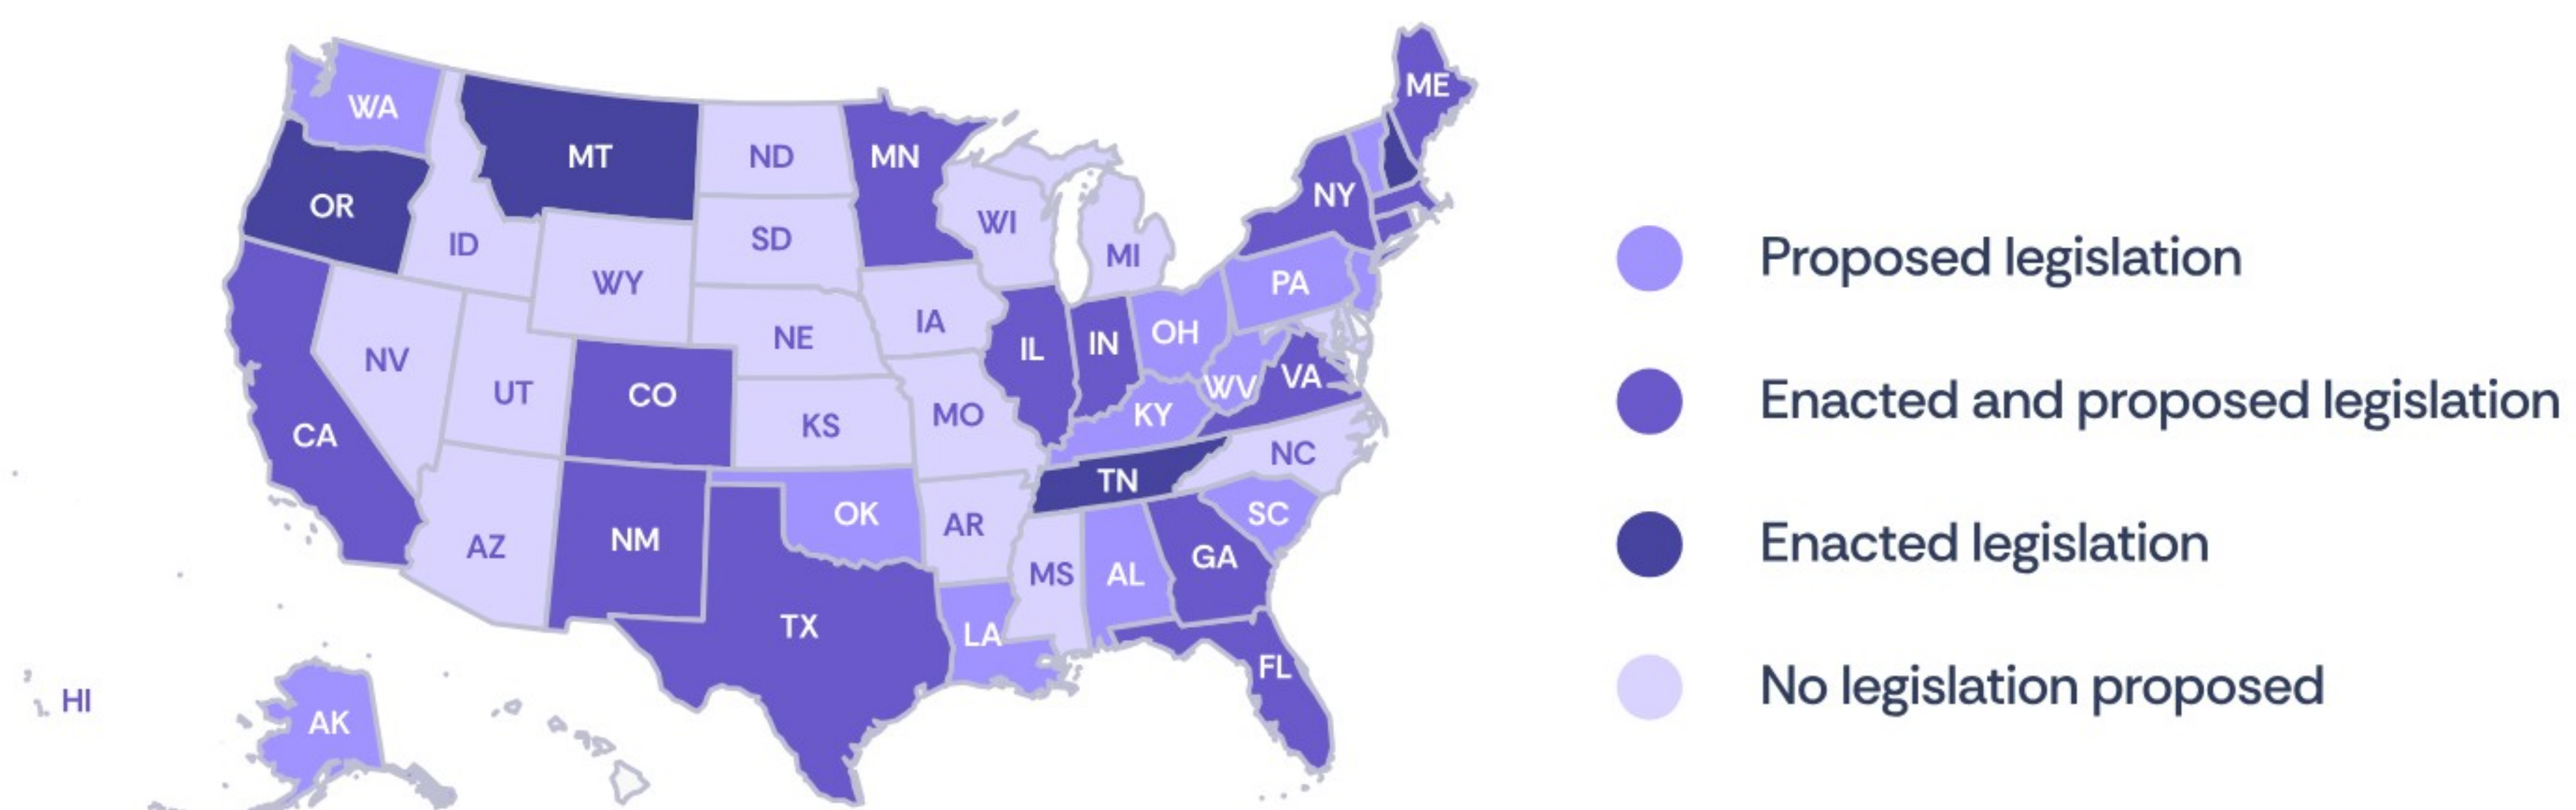 ME
WA
MT
ND
MN
OR
NY
ID
SD
WI
MI
WY
PA
IA
NE
OH
IL
IN
NV
UT
CO
VA
WV
KS
MO
KY
CA
NC
TN
OK
SC
AR
NM
AZ
GA
MS
AL
TX
LA
FL
HI
AK
Proposed legislation
Enacted and proposed legislation
Enacted legislation
No legislation proposed